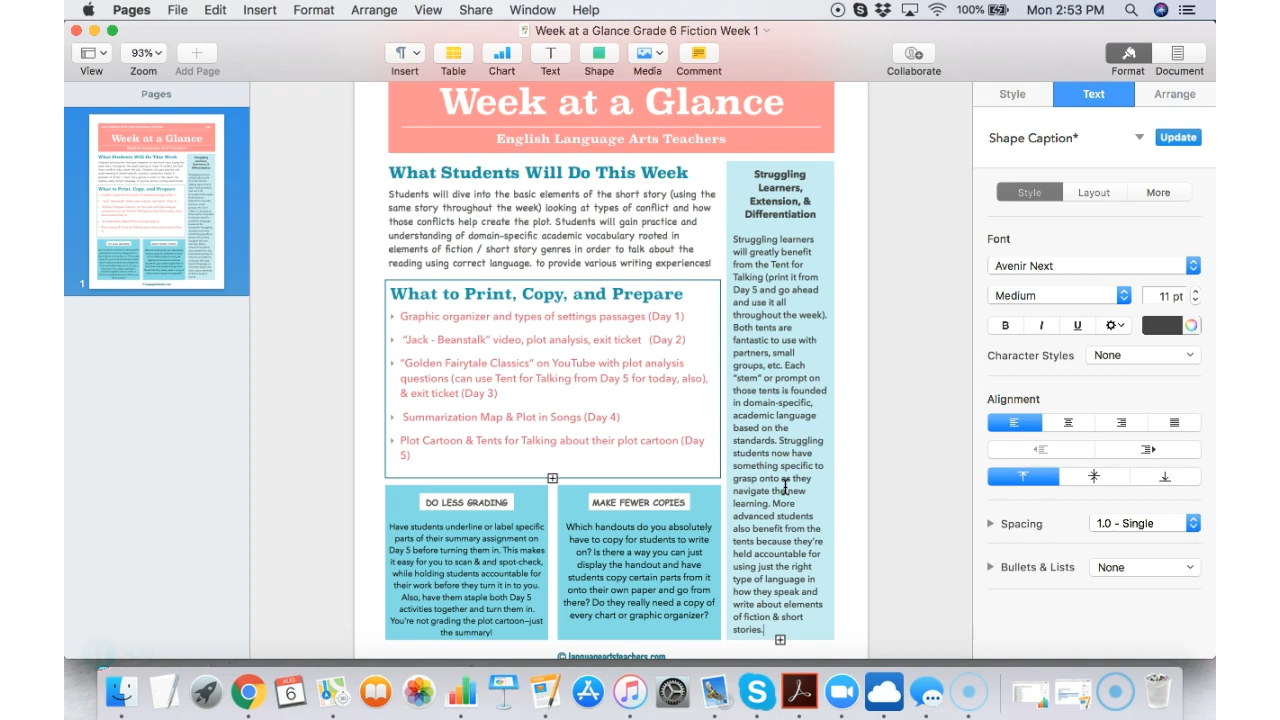 Pages File Edit Insert Format Arrange View Share Window Help 100% Mon 2:53 PM
Week at a Glance Grade 6 Fiction Week 1
93%
View Zoom Add Page Insert Table Chart Text Shape Media Comment Collaborate Format Document
Pages
1
Week at a Glance
English Language Arts Teachers
What Students Will Do This Week
Students will diving into the basic elements of the short story (using the
same story throughout the week) looking at types of conflict and how
those conflicts help create the plot. Students will gain practice and
understanding of domain-specific academic vocabulary rooted in
elements of fiction / short story genres in order to talk about the
reading using correct language. to provide various writing experiences!
What to Print, Copy, and Prepare
Graphic organizer and types of settings passages (Day 1)
“Jack - Beanstalk” video, plot analysis, exit ticket (Day 2)
“Golden Fairytale Classics” on YouTube with plot analysis
questions (can use Tent for Talking from Day 5 for today, also),
& exit ticket (Day 3)
Summarization Map & Plot in Songs (Day 4)
Plot Cartoon & Tents for Talking about their plot cartoon (Day
5)
DO LESS GRADING
Have students underline or label specific
parts of their summary assignment on
Day 5 before turning them in. This makes
it easy for you to scan & and spot-check,
while holding students accountable for
their work before they turn it in to you.
Also, have them staple both Day 5
activities together and turn them in.
You’re not grading the plot cartoon—just
the summary!
MAKE FEWER COPIES
Which handouts do you absolutely
have to copy for students to write
on? Is there a way you can just
display the handout and have
students copy certain parts from it
onto their own paper and go from
there? Do they really need a copy of
every chart or graphic organizer?
Struggling
Learners,
Extension, &
Differentiation
Struggling learners
will greatly benefit
from the Tent for
Talking (print it from
Day 5 and go ahead
and use it all
throughout the week).
Both tents are
fantastic to use with
partners, small
groups, etc. Each
“stem” or prompt on
those tents is founded
in domain-specific,
academic language
based on the
standards. Struggling
students now have
something specific to
grasp onto as they
navigate the new
learning. More
advanced students
also benefit from the
tents because they’re
held accountable for
using just the right
type of language in
how they speak and
write about elements
of fiction & short
stories.
© languageartsteachers.com
Style Text Arrange
Shape Caption* Update
Style Layout More
Font
Avenir Next
Medium 11 pt
B I U
Character Styles None
Alignment
Spacing 1.0 - Single
Bullets & Lists None
AUG
6